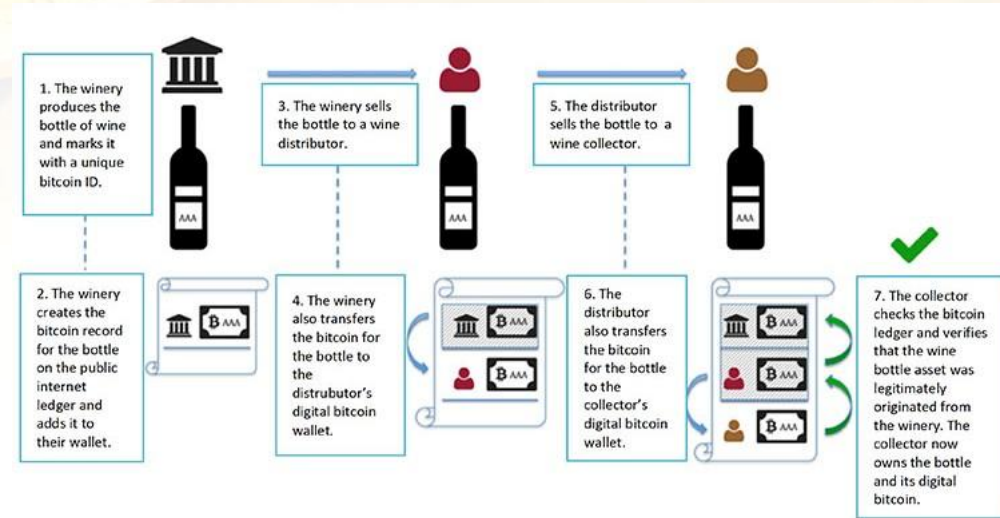 1. The winery
produces the
bottle of wine
and marks it
with a unique
bitcoin ID.
AAA
2. The winery
creates the
bitcoin record
for the bottle
on the public
internet
ledger and
adds it to
their wallet.
B AAA
3. The winery sells
the bottle to a wine
distributor.
AAA
4. The winery
also transfers
the bitcoin for
the bottle to
the
distrubutor's
digital bitcoin
wallet.
B AAA
B AAA
5. The distributor
sells the bottle to a
wine collector.
AAA
6. The
distributor
also transfers
the bitcoin
for the bottle
to the
collector's
digital bitcoin
wallet.
B AAA
B AAA
B AAA
7. The collector
checks the bitcoin
ledger and verifies
that the wine
bottle asset was
legitimately
originated from
the winery. The
collector now
owns the bottle
and its digital
bitcoin.